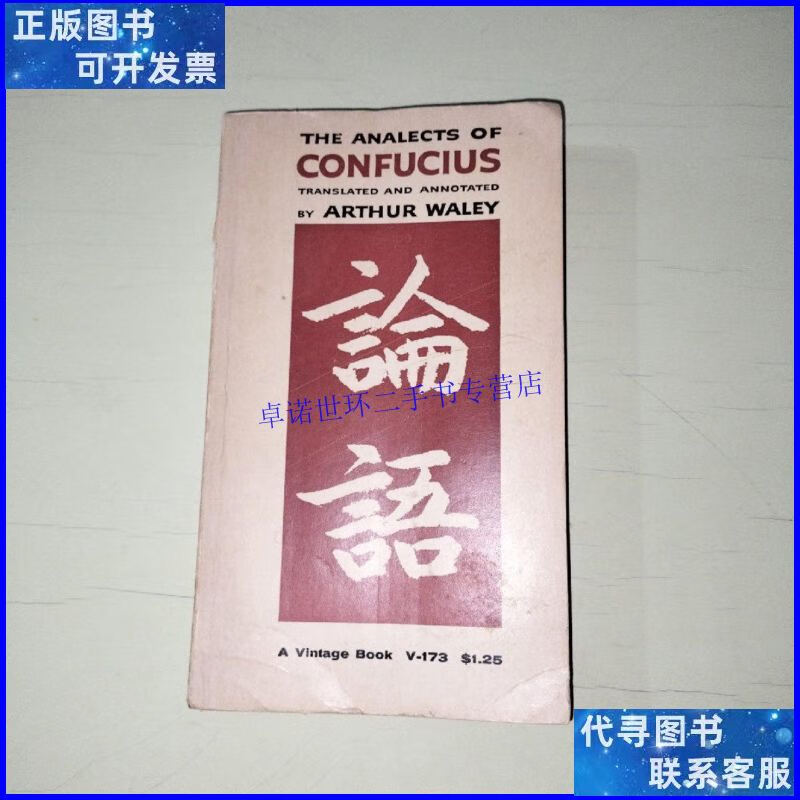 正版图书
可开发票
THE ANALECTS OF
CONFUCIUS
TRANSLATED AND ANNOTATED
BY ARTHUR WALEY
論
卓诺世环二手书专营店
語
A Vintage Book V-173 $1.25
代寻图书
联系客服